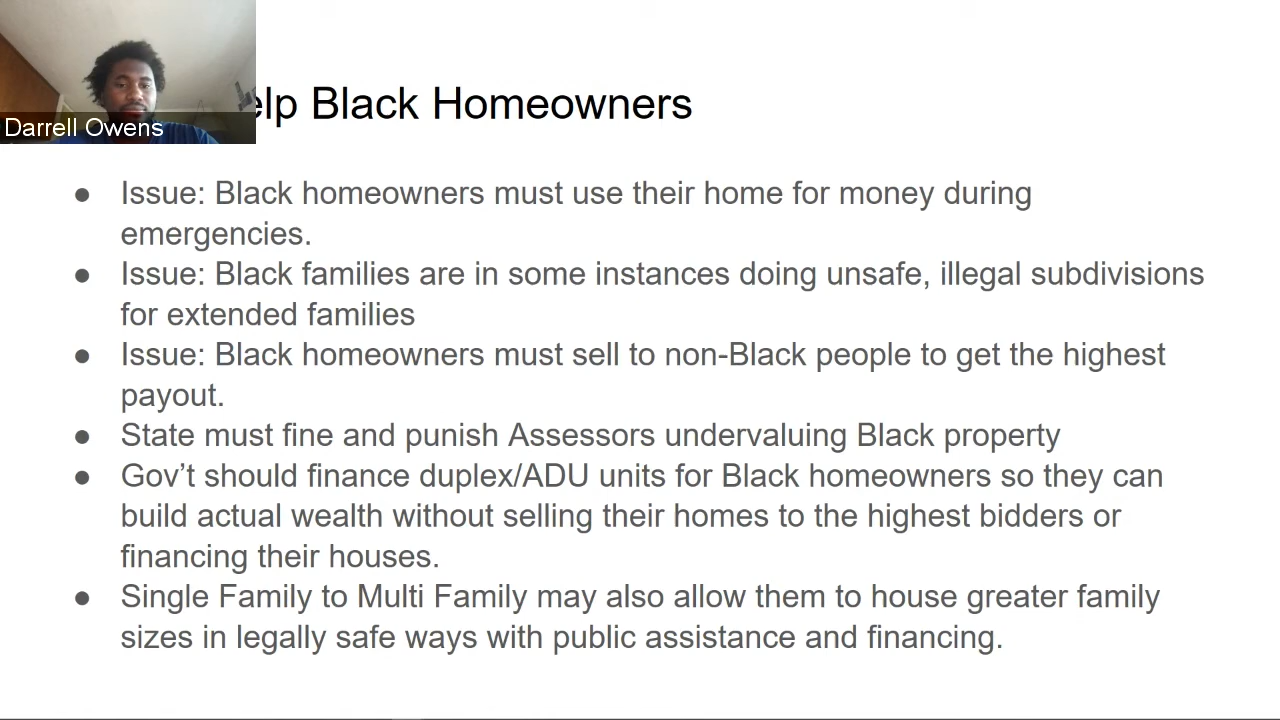 elp Black Homeowners
Darrell Owens
● Issue: Black homeowners must use their home for money during
emergencies.
● Issue: Black families are in some instances doing unsafe, illegal subdivisions
for extended families
● Issue: Black homeowners must sell to non-Black people to get the highest
payout.
● State must fine and punish Assessors undervaluing Black property
● Gov’t should finance duplex/ADU units for Black homeowners so they can
build actual wealth without selling their homes to the highest bidders or
financing their houses.
● Single Family to Multi Family may also allow them to house greater family
sizes in legally safe ways with public assistance and financing.